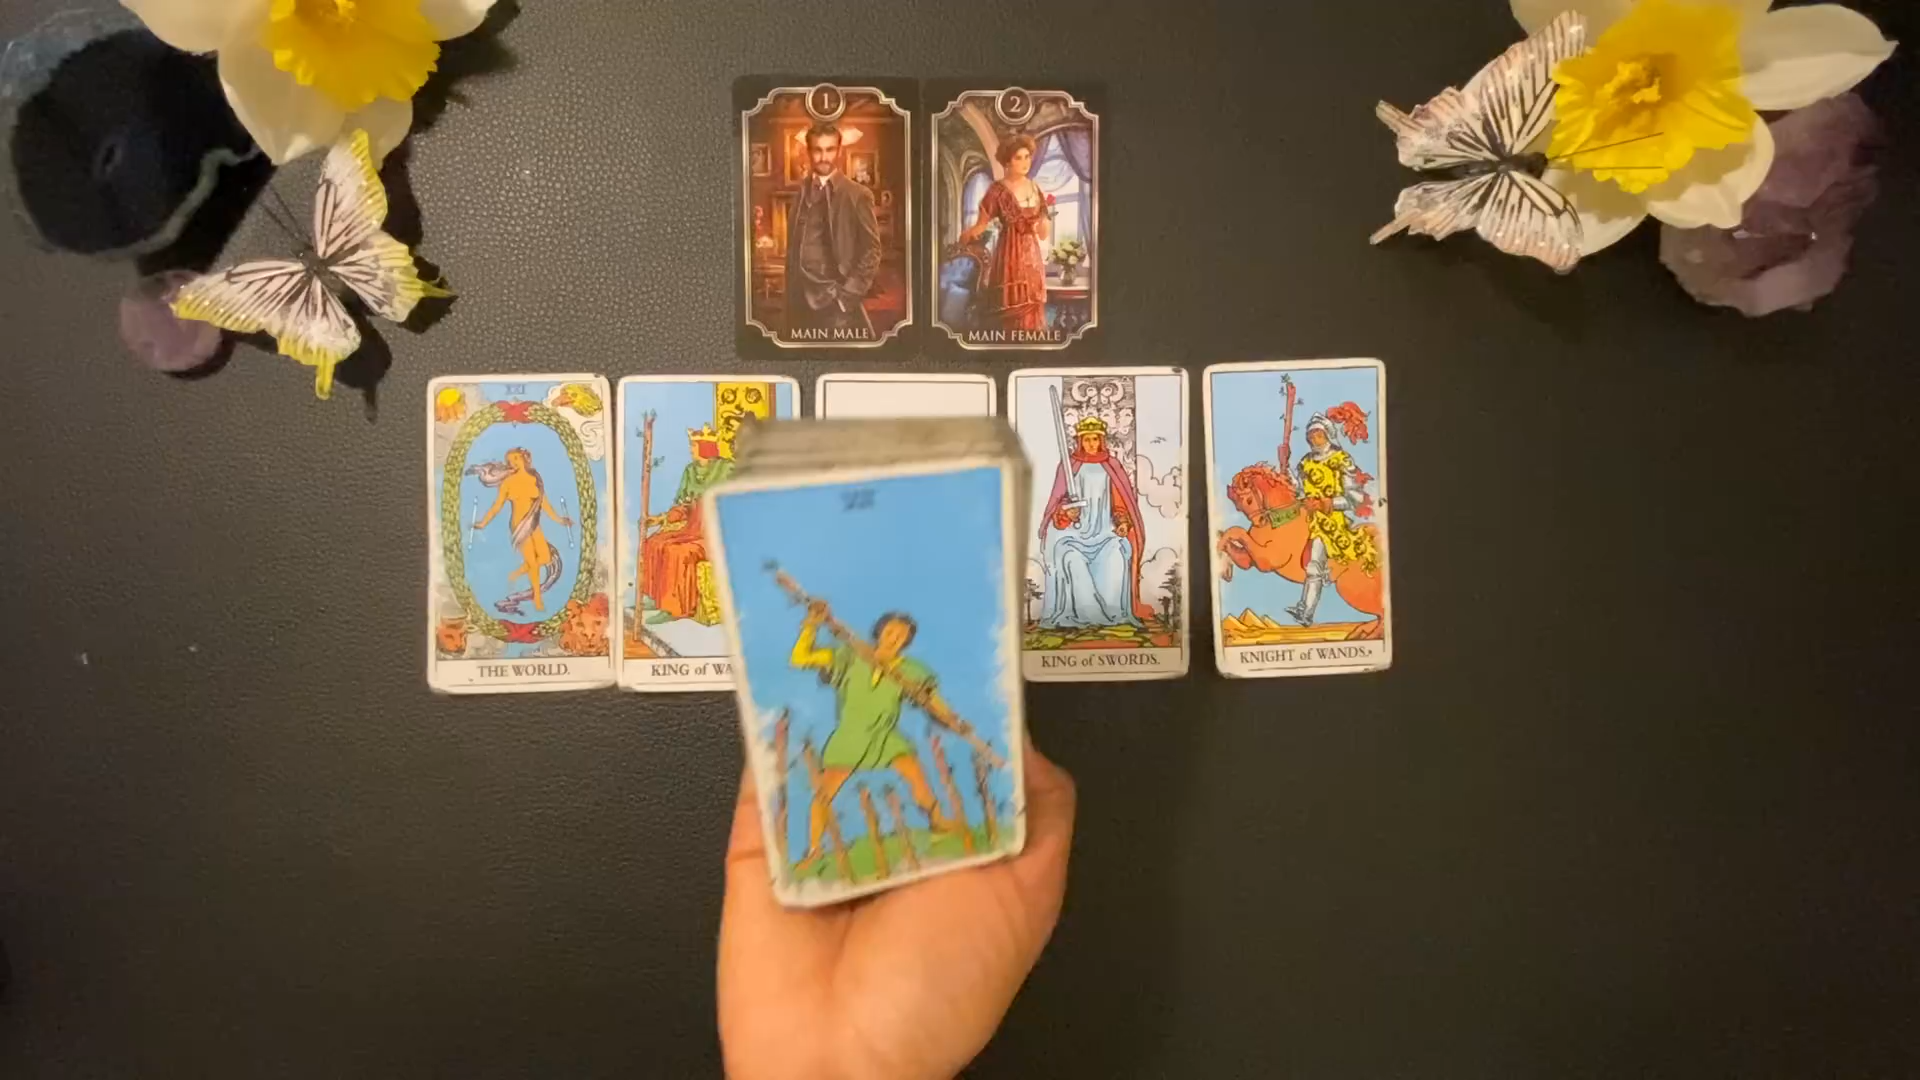 1
2
MAIN MALE
MAIN FEMALE
XXI
THE WORLD.
KING of WA
KING of SWORDS.
KNIGHT of WANDS.